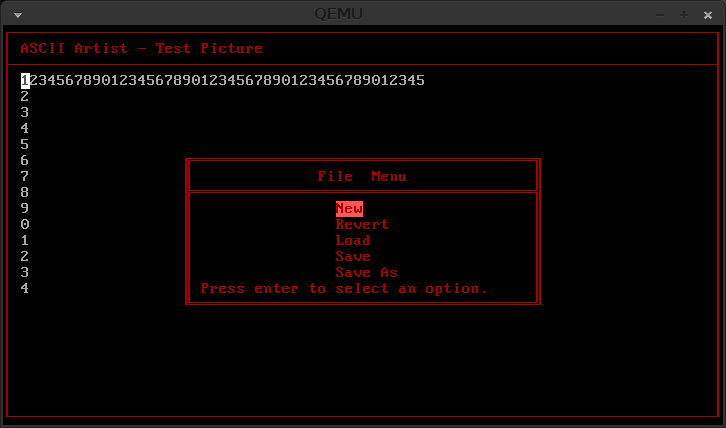 QEMU
ASCII Artist - Test Picture
123456789012345678901234567890123456789012345
2
3
4
5
6
7
8
9
0
1
2
3
4
File Menu
New
Revert
Load
Save
Save As
Press enter to select an option.